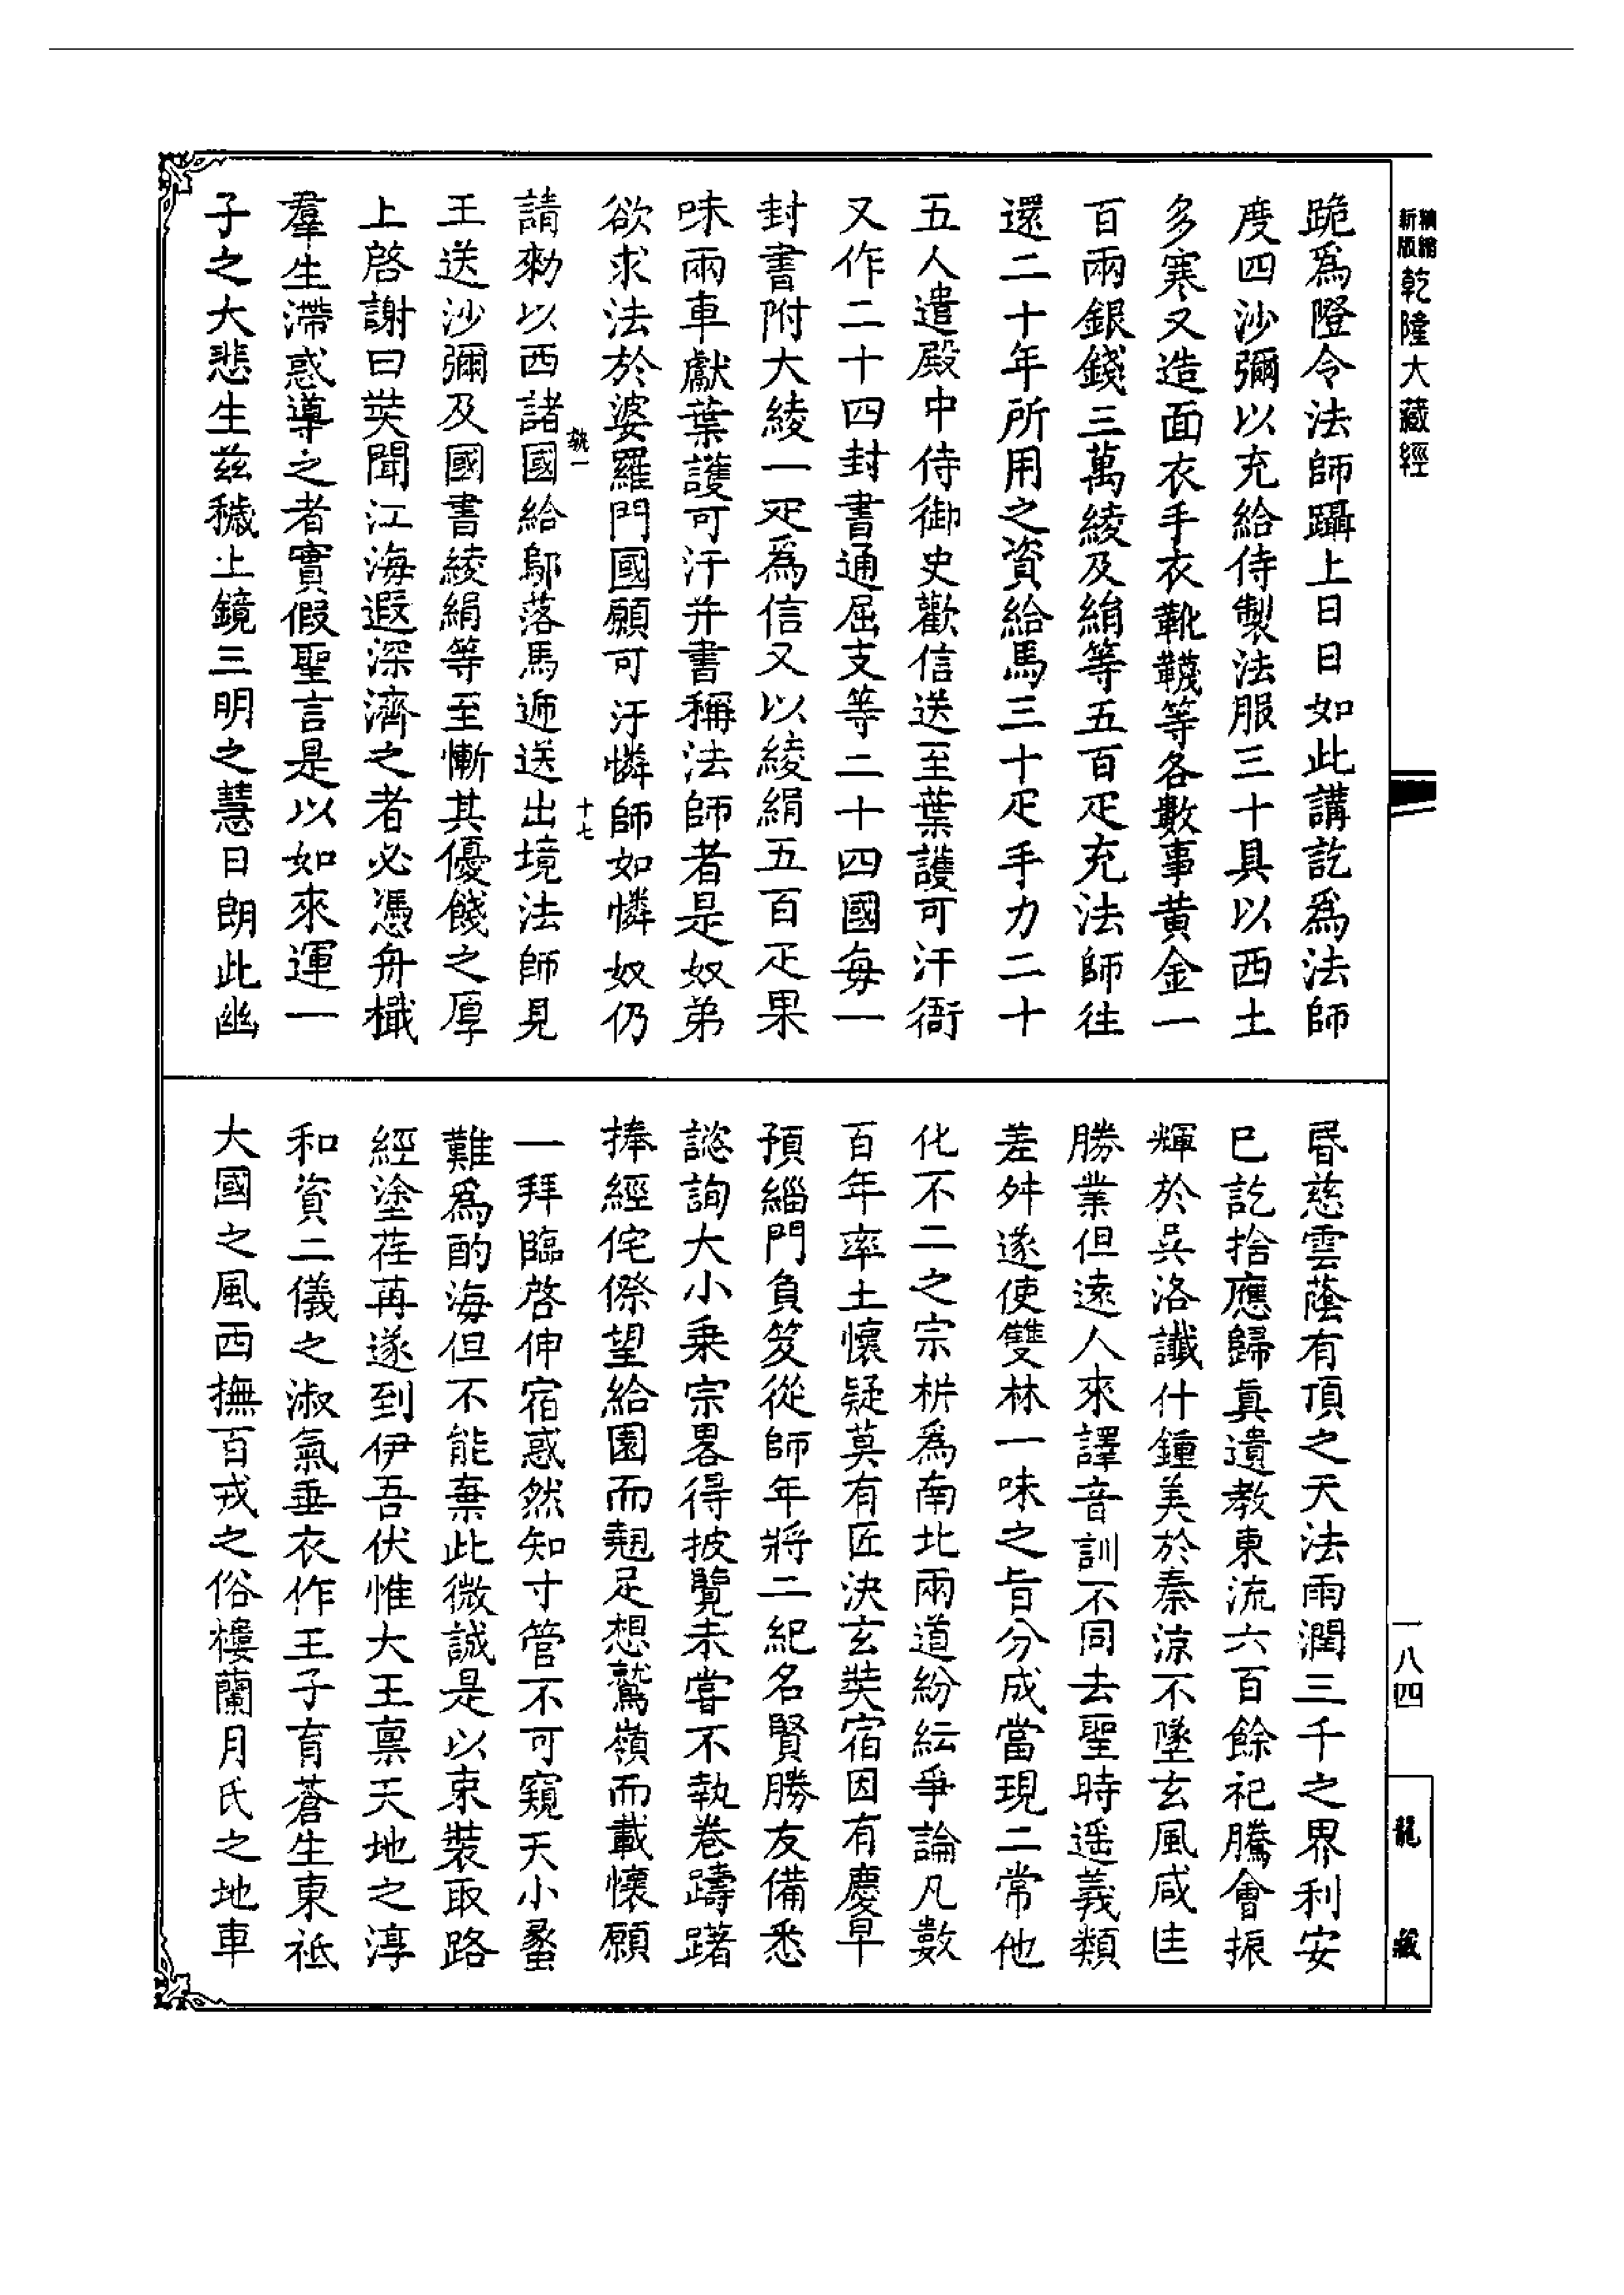 新版精縮
乾隆大藏經
跪爲隥令法師躡上日日如此講訖爲法師
度四沙彌以充給侍製法服三十具以西土
多寒又造面衣手衣靴韈等各數事黄金一
百兩銀錢三萬綾及絹等五百疋充法師往
還二十年所用之資給馬三十疋手力二十
五人遣殿中侍御史歡信送至葉護可汗衙
又作二十四封書通屈支等二十四國每一
封書附大綾一疋爲信又以綾絹五百疋果
味兩車獻葉護可汗并書稱法師者是奴弟
欲求法於婆羅門國願可汗憐師如憐奴仍
執一
十七
請勑以西諸國給鄔落馬遞送出境法師見
王送沙彌及國書綾絹等至慚其優餞之厚
上啓謝曰奘聞江海遐深濟之者必憑舟檝
羣生滯惑導之者實假聖言是以如來運一
子之大悲生茲穢土鏡三明之慧日朗此幽
昬慈雲蔭有頂之天法雨潤三千之界利安
已訖捨應歸真遺教東流六百餘祀騰會振
輝於吳洛讖什鍾美於秦涼不墜玄風咸匡
勝業但遠人來譯音訓不同去聖時遥義類
差舛遂使雙林一味之旨分成當現二常他
化不二之宗析爲南北兩道紛紜爭論凡數
百年率土懷疑莫有匠決玄奘宿因有慶早
預緇門負笈從師年將二紀名賢勝友備悉
諮詢大小乗宗畧得披覽未嘗不執卷躊躇
捧經侘傺望給園而翹足想鷲嶺而載懷願
一拜臨啓伸宿惑然知寸管不可窺天小蠡
難爲酌海但不能棄此微誠是以束裝取路
經塗荏苒遂到伊吾伏惟大王禀天地之淳
和資二儀之淑氣垂衣作王子育蒼生東祗
大國之風西撫百戎之俗樓蘭月氏之地車
一八四
龍藏